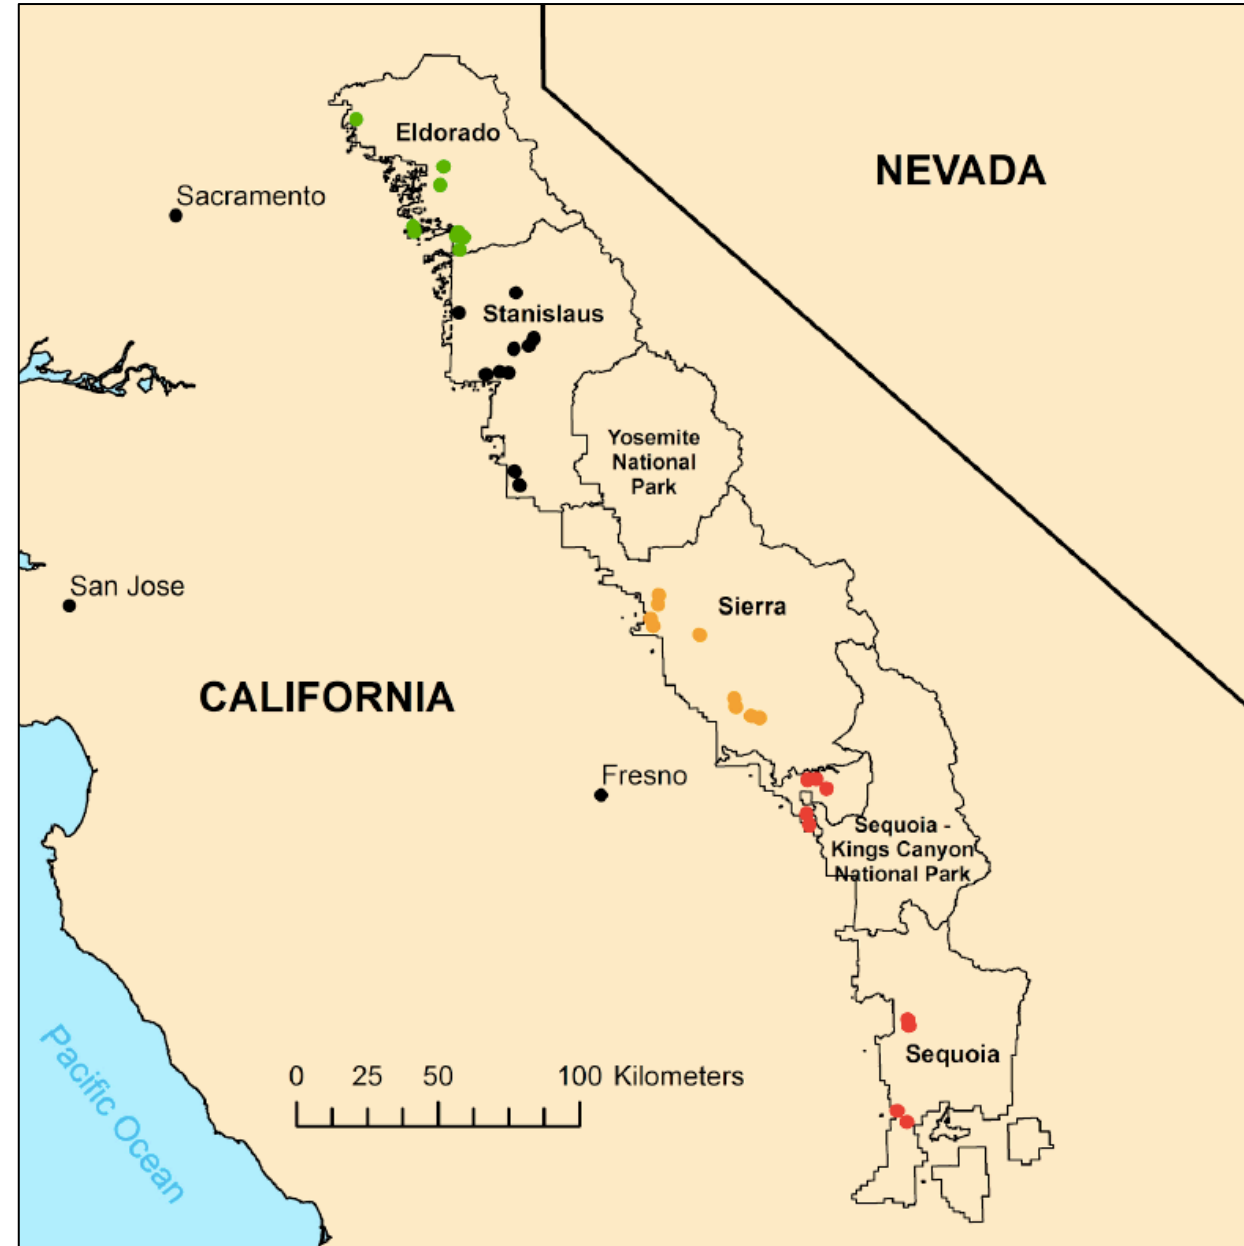 Eldorado
NEVADA
Sacramento
Stanislaus
Yosemite
National
Park
San Jose
Sierra
CALIFORNIA
Fresno
Sequoia -
Kings Canyon
National Park
Pacific Ocean
Sequoia
0 25 50 100 Kilometers